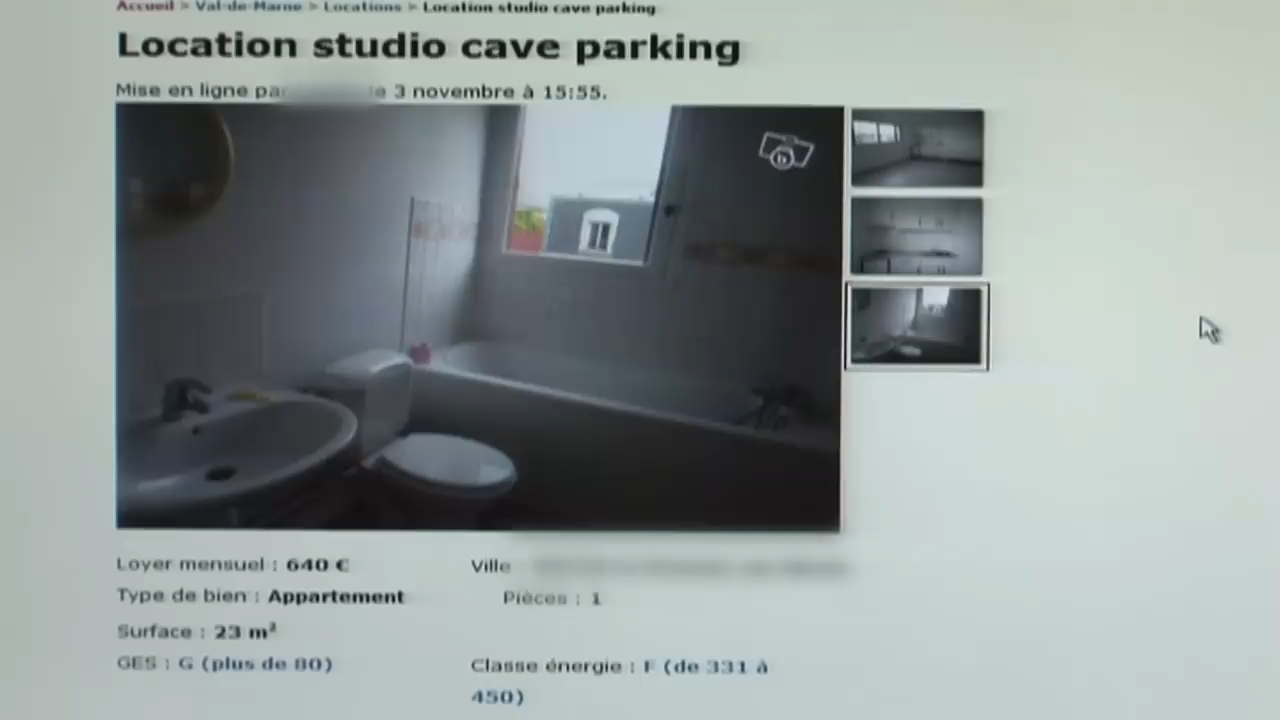 Accueil > Val-de-Marne > Locations > Location studio cave parking
Location studio cave parking
Mise en ligne par 3 novembre à 15:55.
Loyer mensuel : 640 €
Ville
Type de bien : Appartement
Pièces : 1
Surface : 23 m²
GES : G (plus de 80)
Classe énergie : F (de 331 à
450)